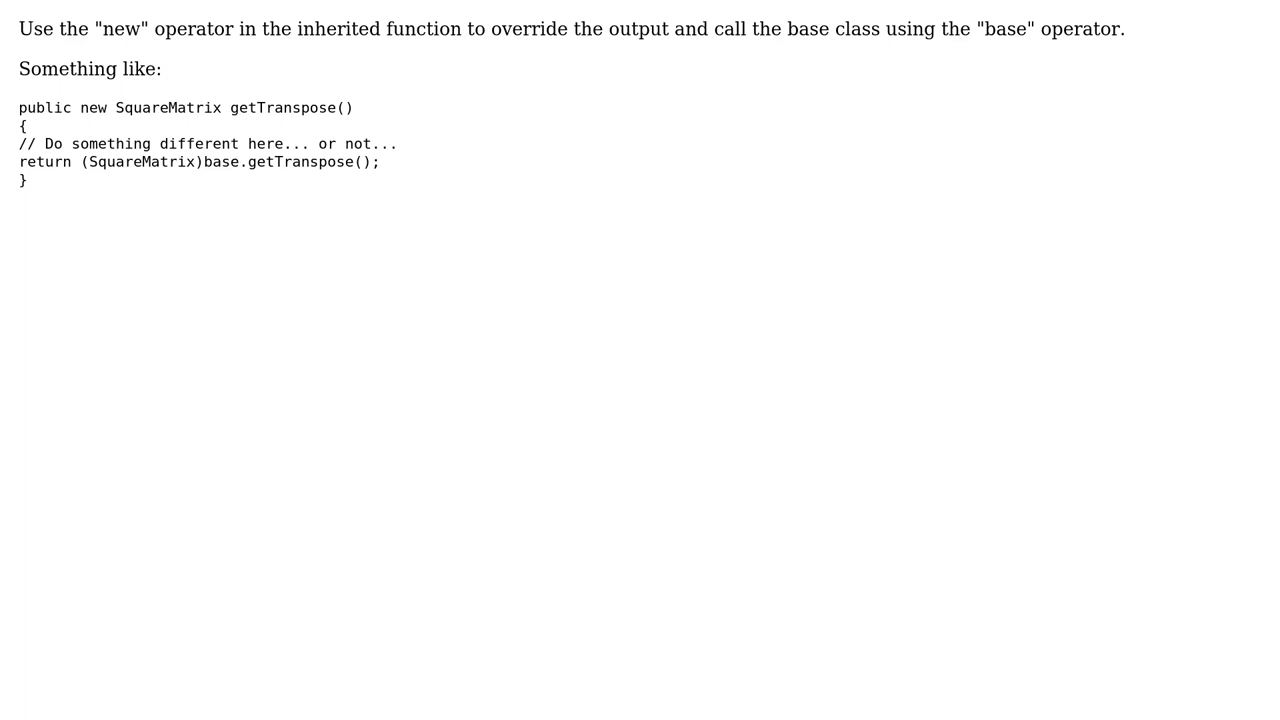 Use the "new" operator in the inherited function to override the output and call the base class using the "base" operator.
Something like:
public new SquareMatrix getTranspose()
{
// Do something different here... or not...
return (SquareMatrix)base.getTranspose();
}